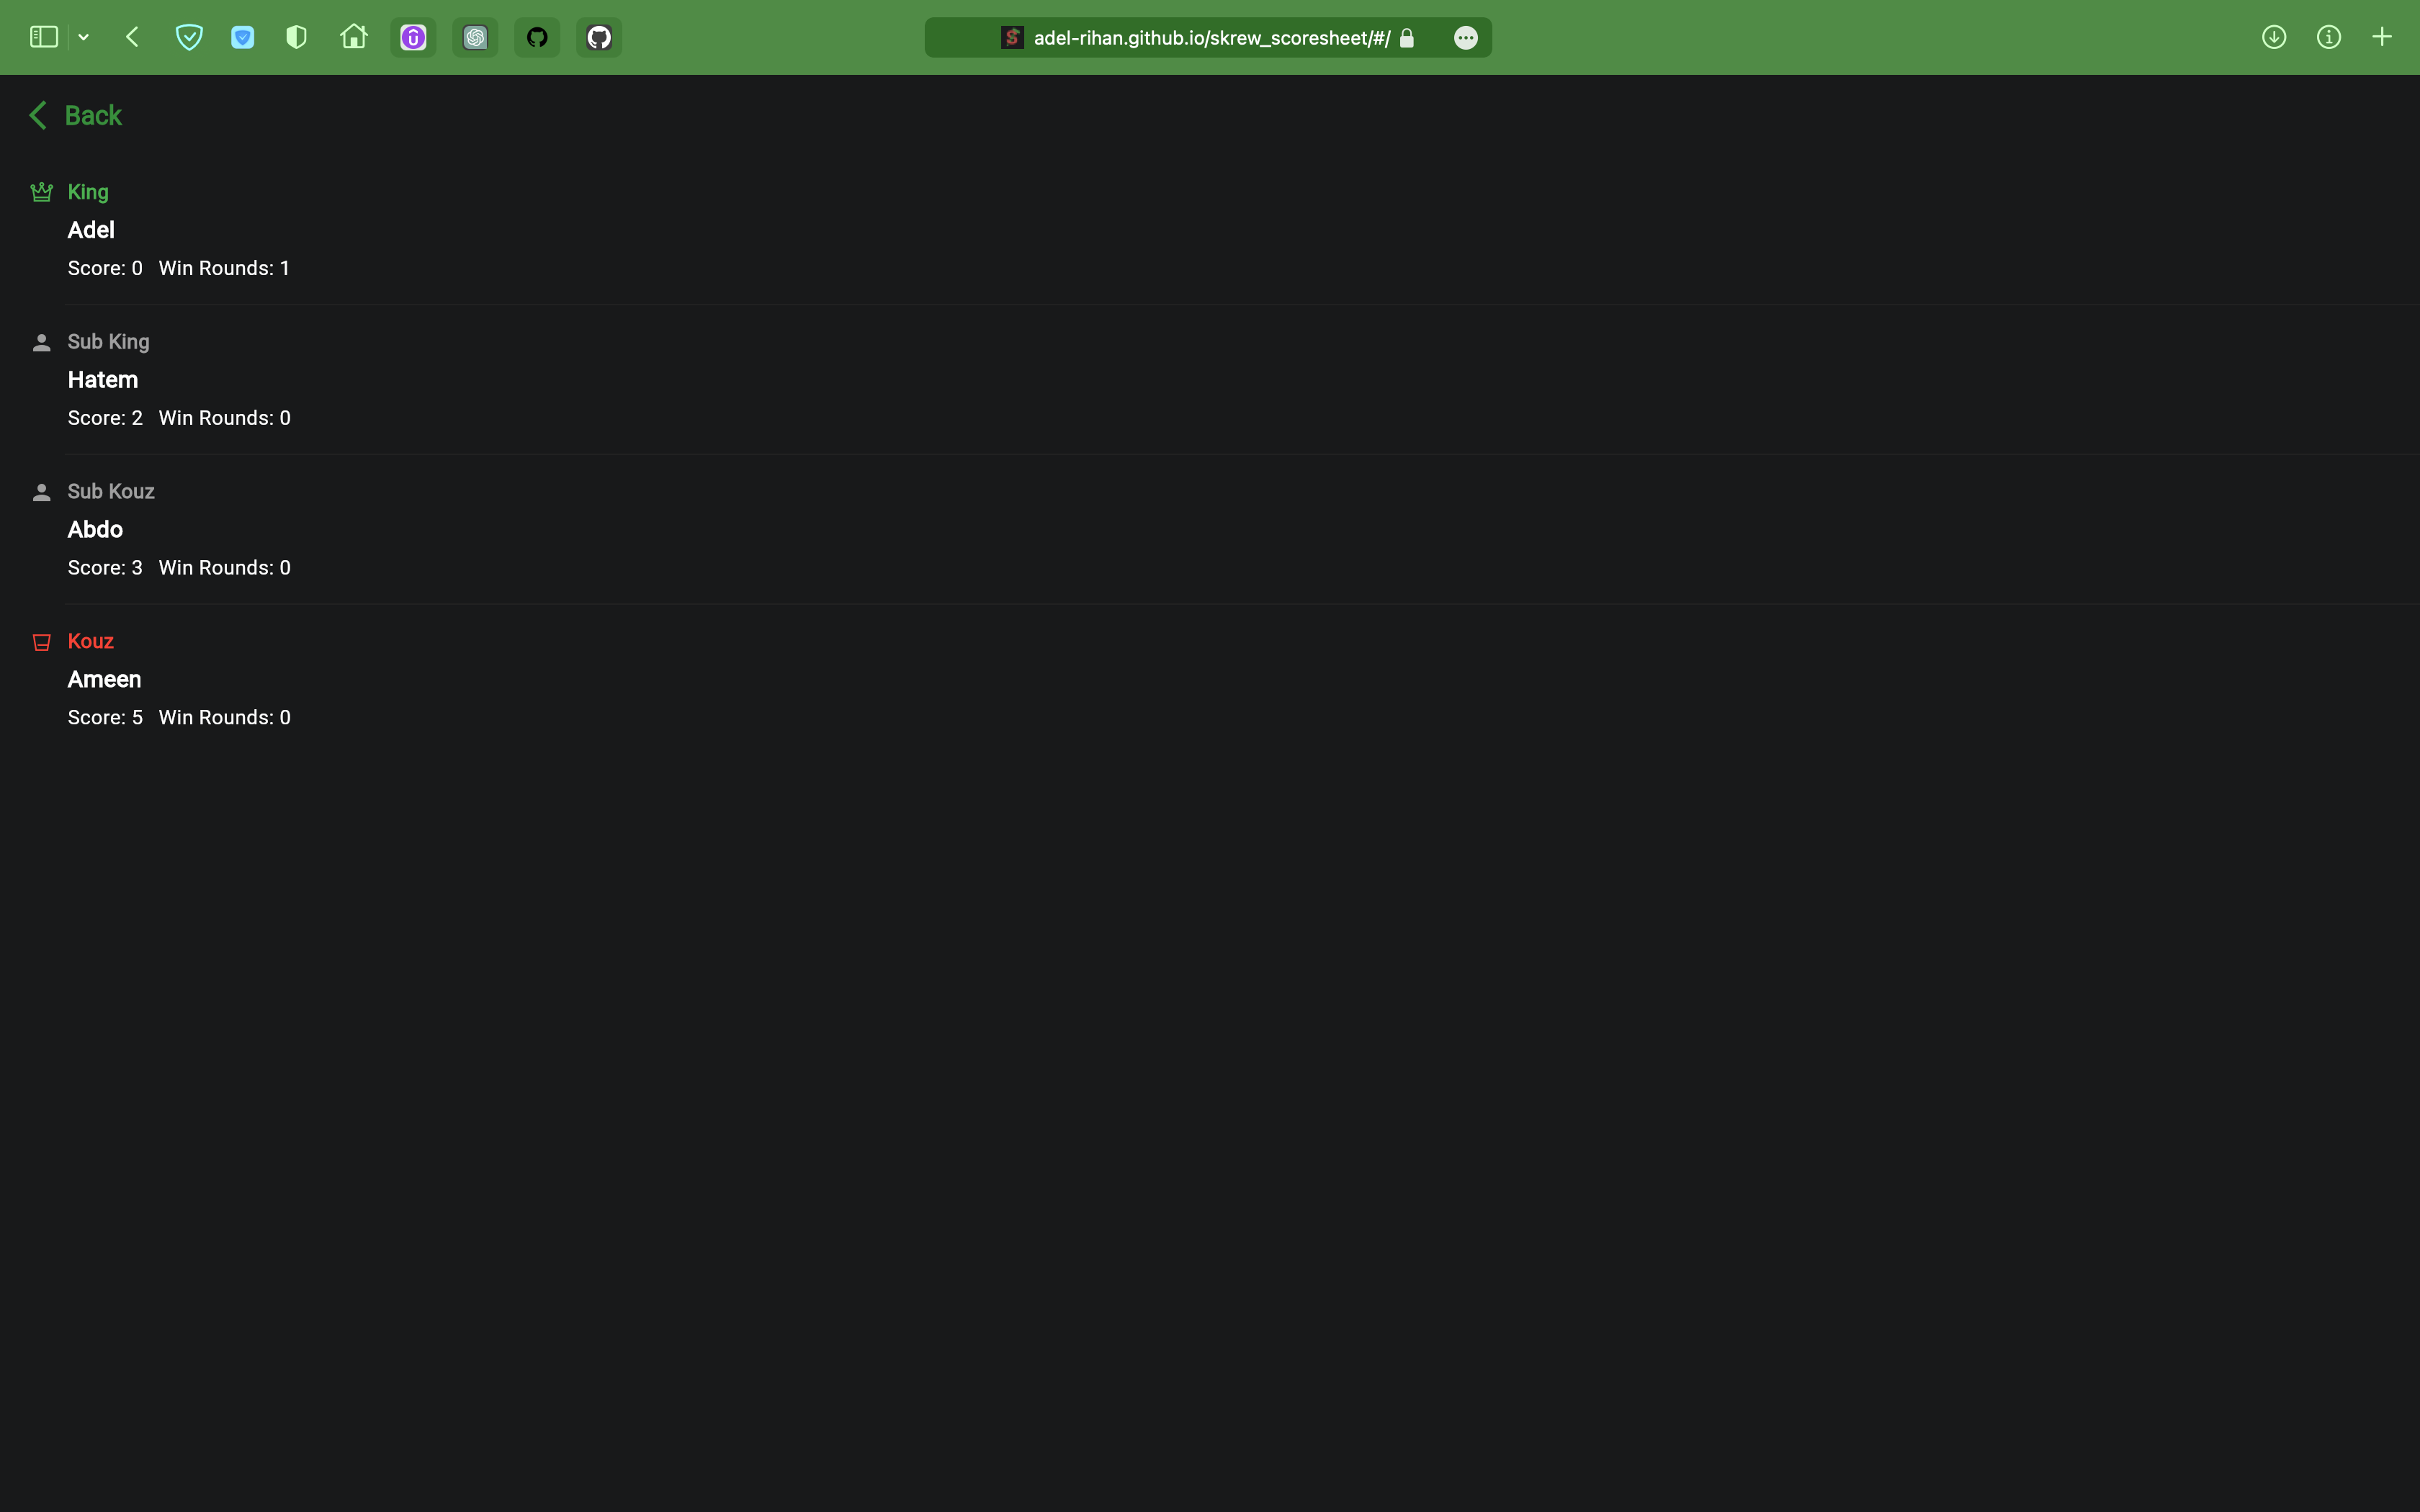 adel-rihan.github.io/skrew_scoresheet/#/
Back
King
Adel
Score: 0 Win Rounds: 1
Sub King
Hatem
Score: 2 Win Rounds: 0
Sub Kouz
Abdo
Score: 3 Win Rounds: 0
Kouz
Ameen
Score: 5 Win Rounds: 0